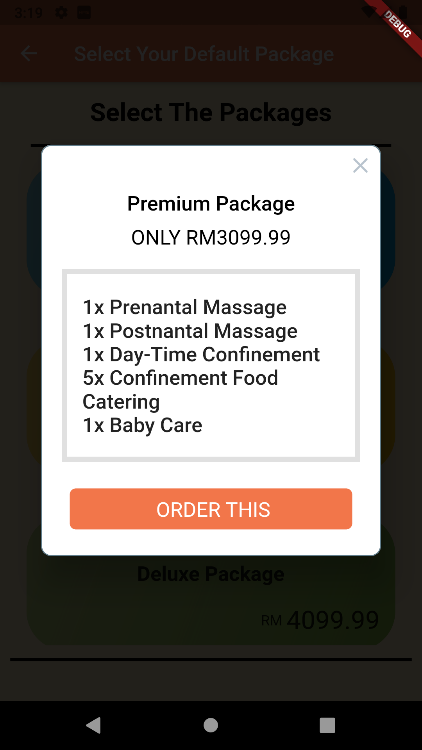 3:19
DEBUG
Select Your Default Package
Select The Packages
Premium Package
ONLY RM3099.99
1x Prenantal Massage
1x Postnantal Massage
1x Day-Time Confinement
5x Confinement Food
Catering
1x Baby Care
ORDER THIS
Deluxe Package
RM 4099.99